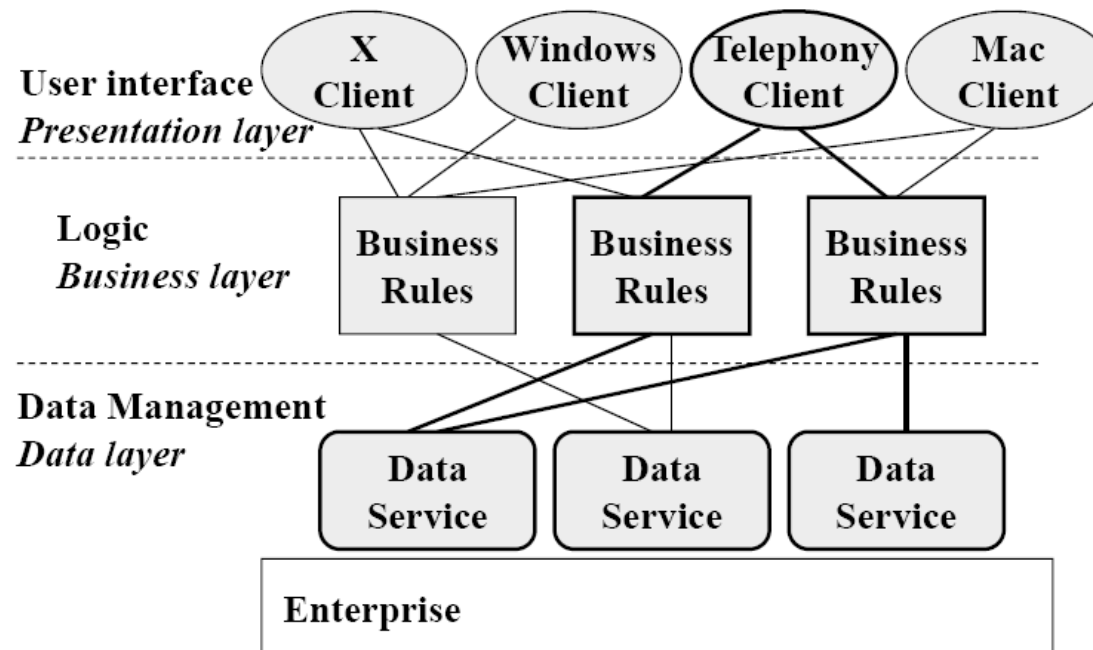 X
Client
Windows
Client
Telephony
Client
Mac
Client
User interface
Presentation layer
Logic
Business layer
Business
Rules
Business
Rules
Business
Rules
Data Management
Data layer
Data
Service
Data
Service
Data
Service
Enterprise